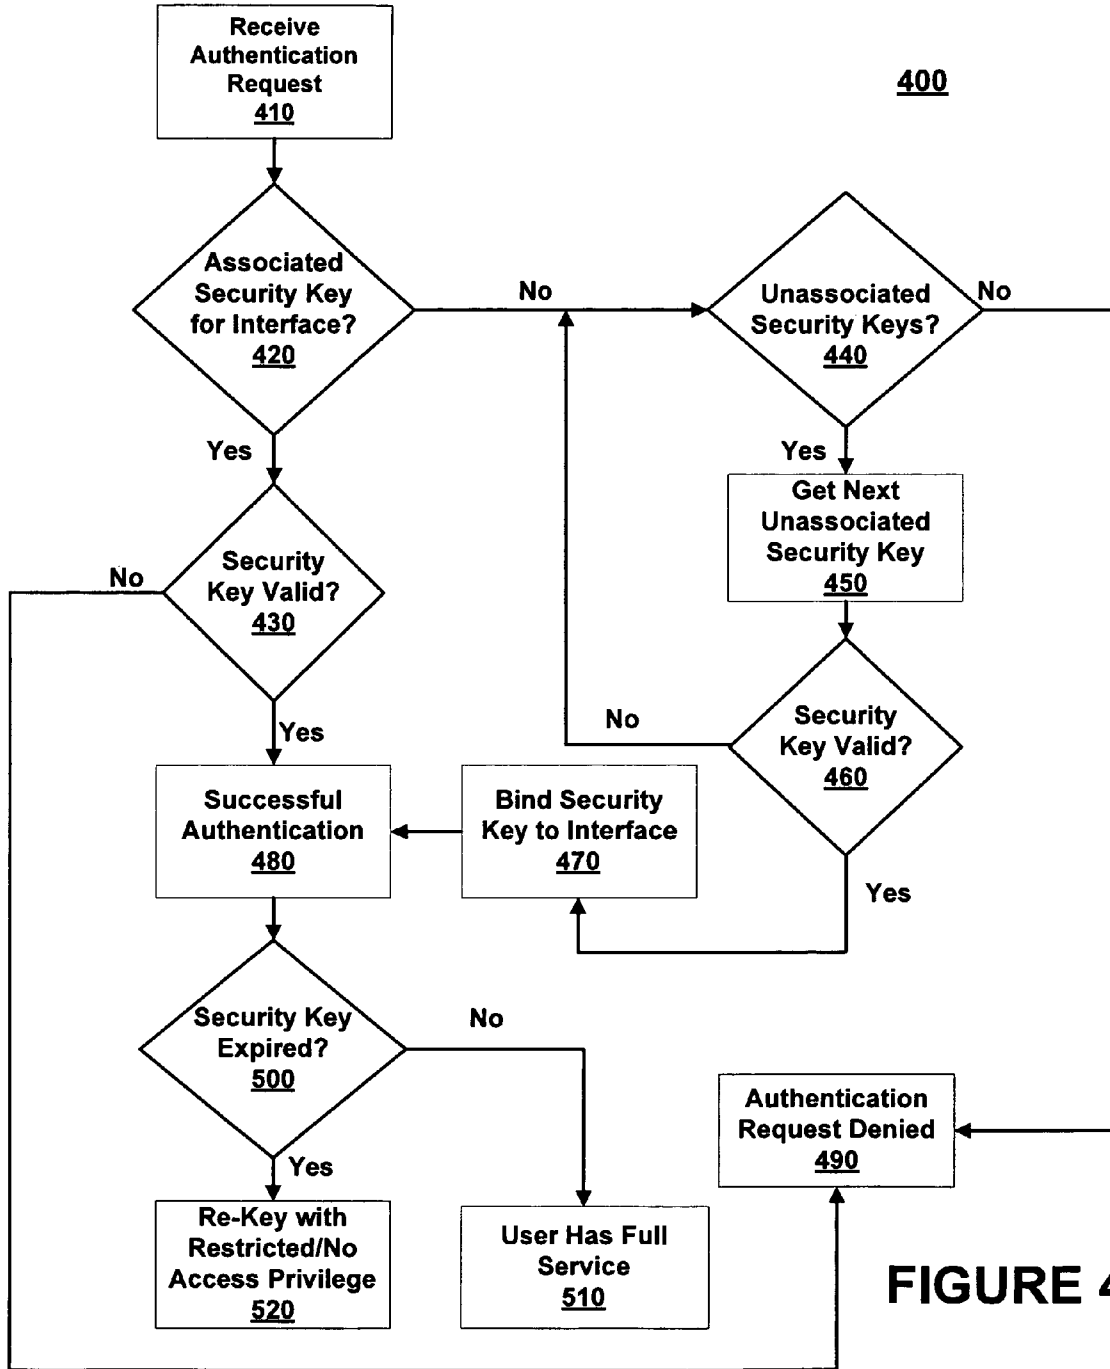 Receive
Authentication
Request
410
400
Associated
Security Key
for Interface?
420
No
Unassociated
Security Keys?
440
No
Yes
Yes
Get Next
Unassociated
Security Key
450
Security
Key Valid?
430
No
Yes
Security
Key Valid?
460
No
Yes
Successful
Authentication
480
Bind Security
Key to Interface
470
Security Key
Expired?
500
No
Yes
Authentication
Request Denied
490
Re-Key with
Restricted/No
Access Privilege
520
User Has Full
Service
510
FIGURE 4